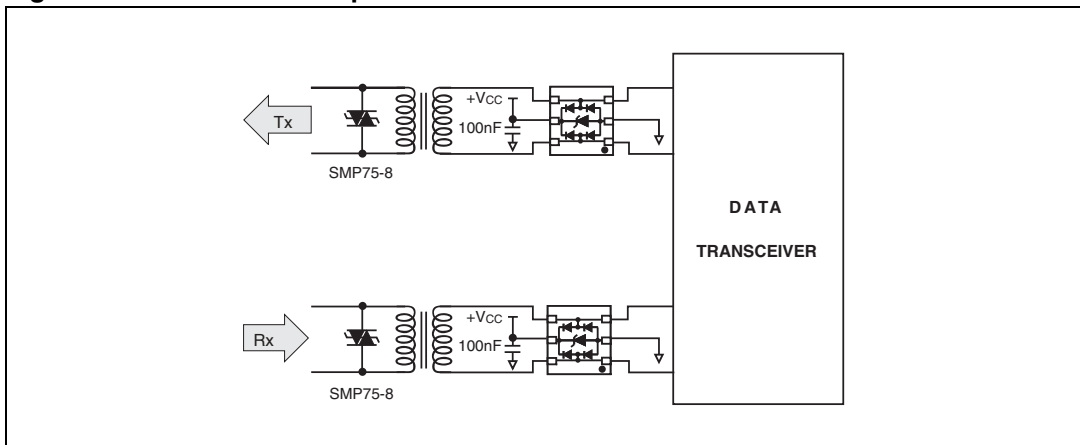 +VCC
Tx
100nF
SMP75-8
DATA
TRANSCEIVER
+VCC
Rx
100nF
SMP75-8